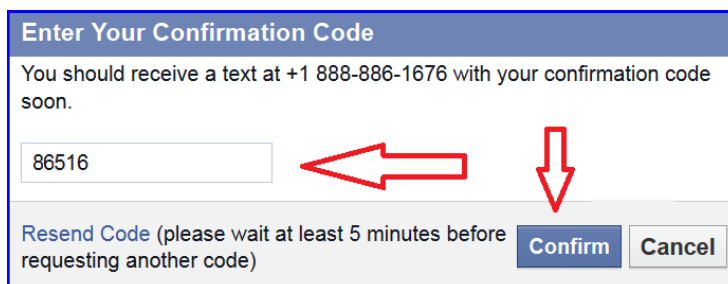 Enter Your Confirmation Code
You should receive a text at +1 888-886-1676 with your confirmation code
soon.
86516
Resend Code (please wait at least 5 minutes before
requesting another code)
Confirm
Cancel